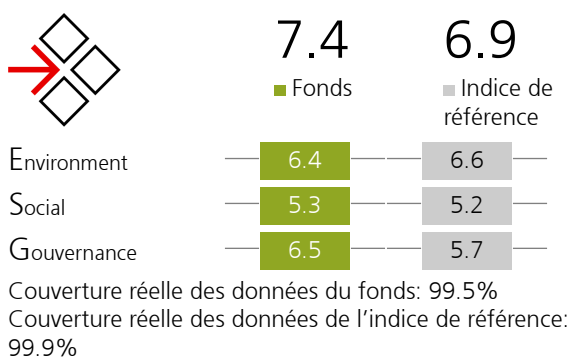 7.4 6.9
Fonds Indice de
référence
Environment 6.4 6.6
Social 5.3 5.2
Gouvernance 6.5 5.7
Couverture réelle des données du fonds: 99.5%
Couverture réelle des données de l’indice de référence:
99.9%